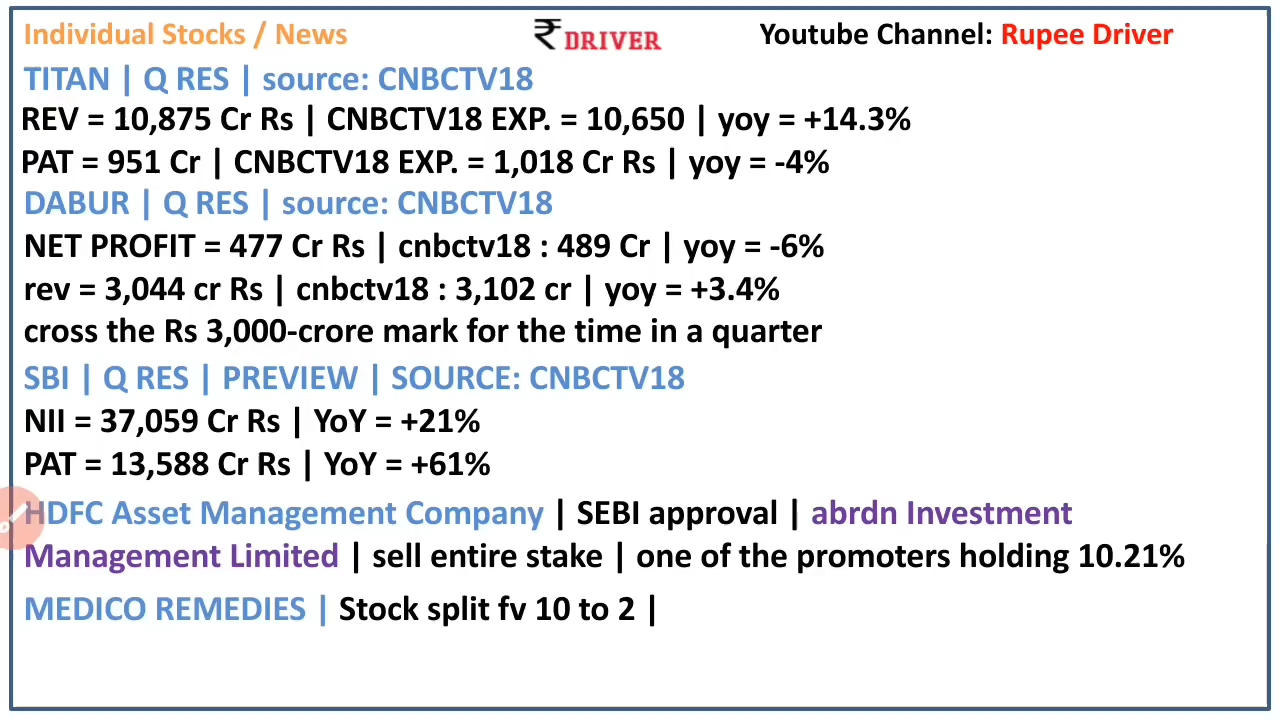 Individual Stocks / News
₹ DRIVER
Youtube Channel: Rupee Driver
TITAN | Q RES | source: CNBCTV18
REV = 10,875 Cr Rs | CNBCTV18 EXP. = 10,650 | yoy = +14.3%
PAT = 951 Cr | CNBCTV18 EXP. = 1,018 Cr Rs | yoy = -4%
DABUR | Q RES | source: CNBCTV18
NET PROFIT = 477 Cr Rs | cnbctv18 : 489 Cr | yoy = -6%
rev = 3,044 cr Rs | cnbctv18 : 3,102 cr | yoy = +3.4%
cross the Rs 3,000-crore mark for the time in a quarter
SBI | Q RES | PREVIEW | SOURCE: CNBCTV18
NII = 37,059 Cr Rs | YoY = +21%
PAT = 13,588 Cr Rs | YoY = +61%
HDFC Asset Management Company | SEBI approval | abrdn Investment
Management Limited | sell entire stake | one of the promoters holding 10.21%
MEDICO REMEDIES | Stock split fv 10 to 2 |